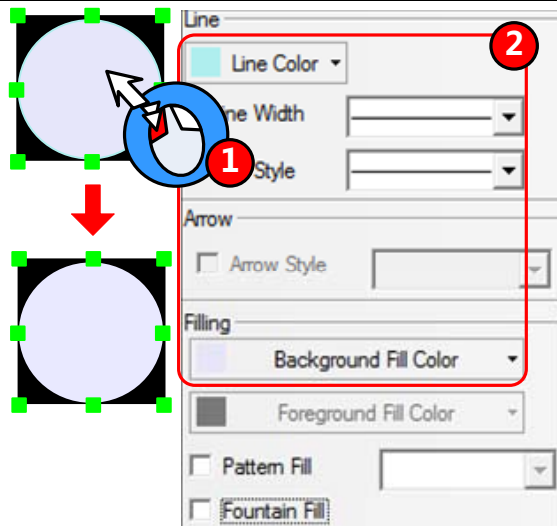 Line
2
Line Color
ine Width
1
Style
Arrow
Arrow Style
Filling
Background Fill Color
Foreground Fill Color
Pattern Fill
Fountain Fill